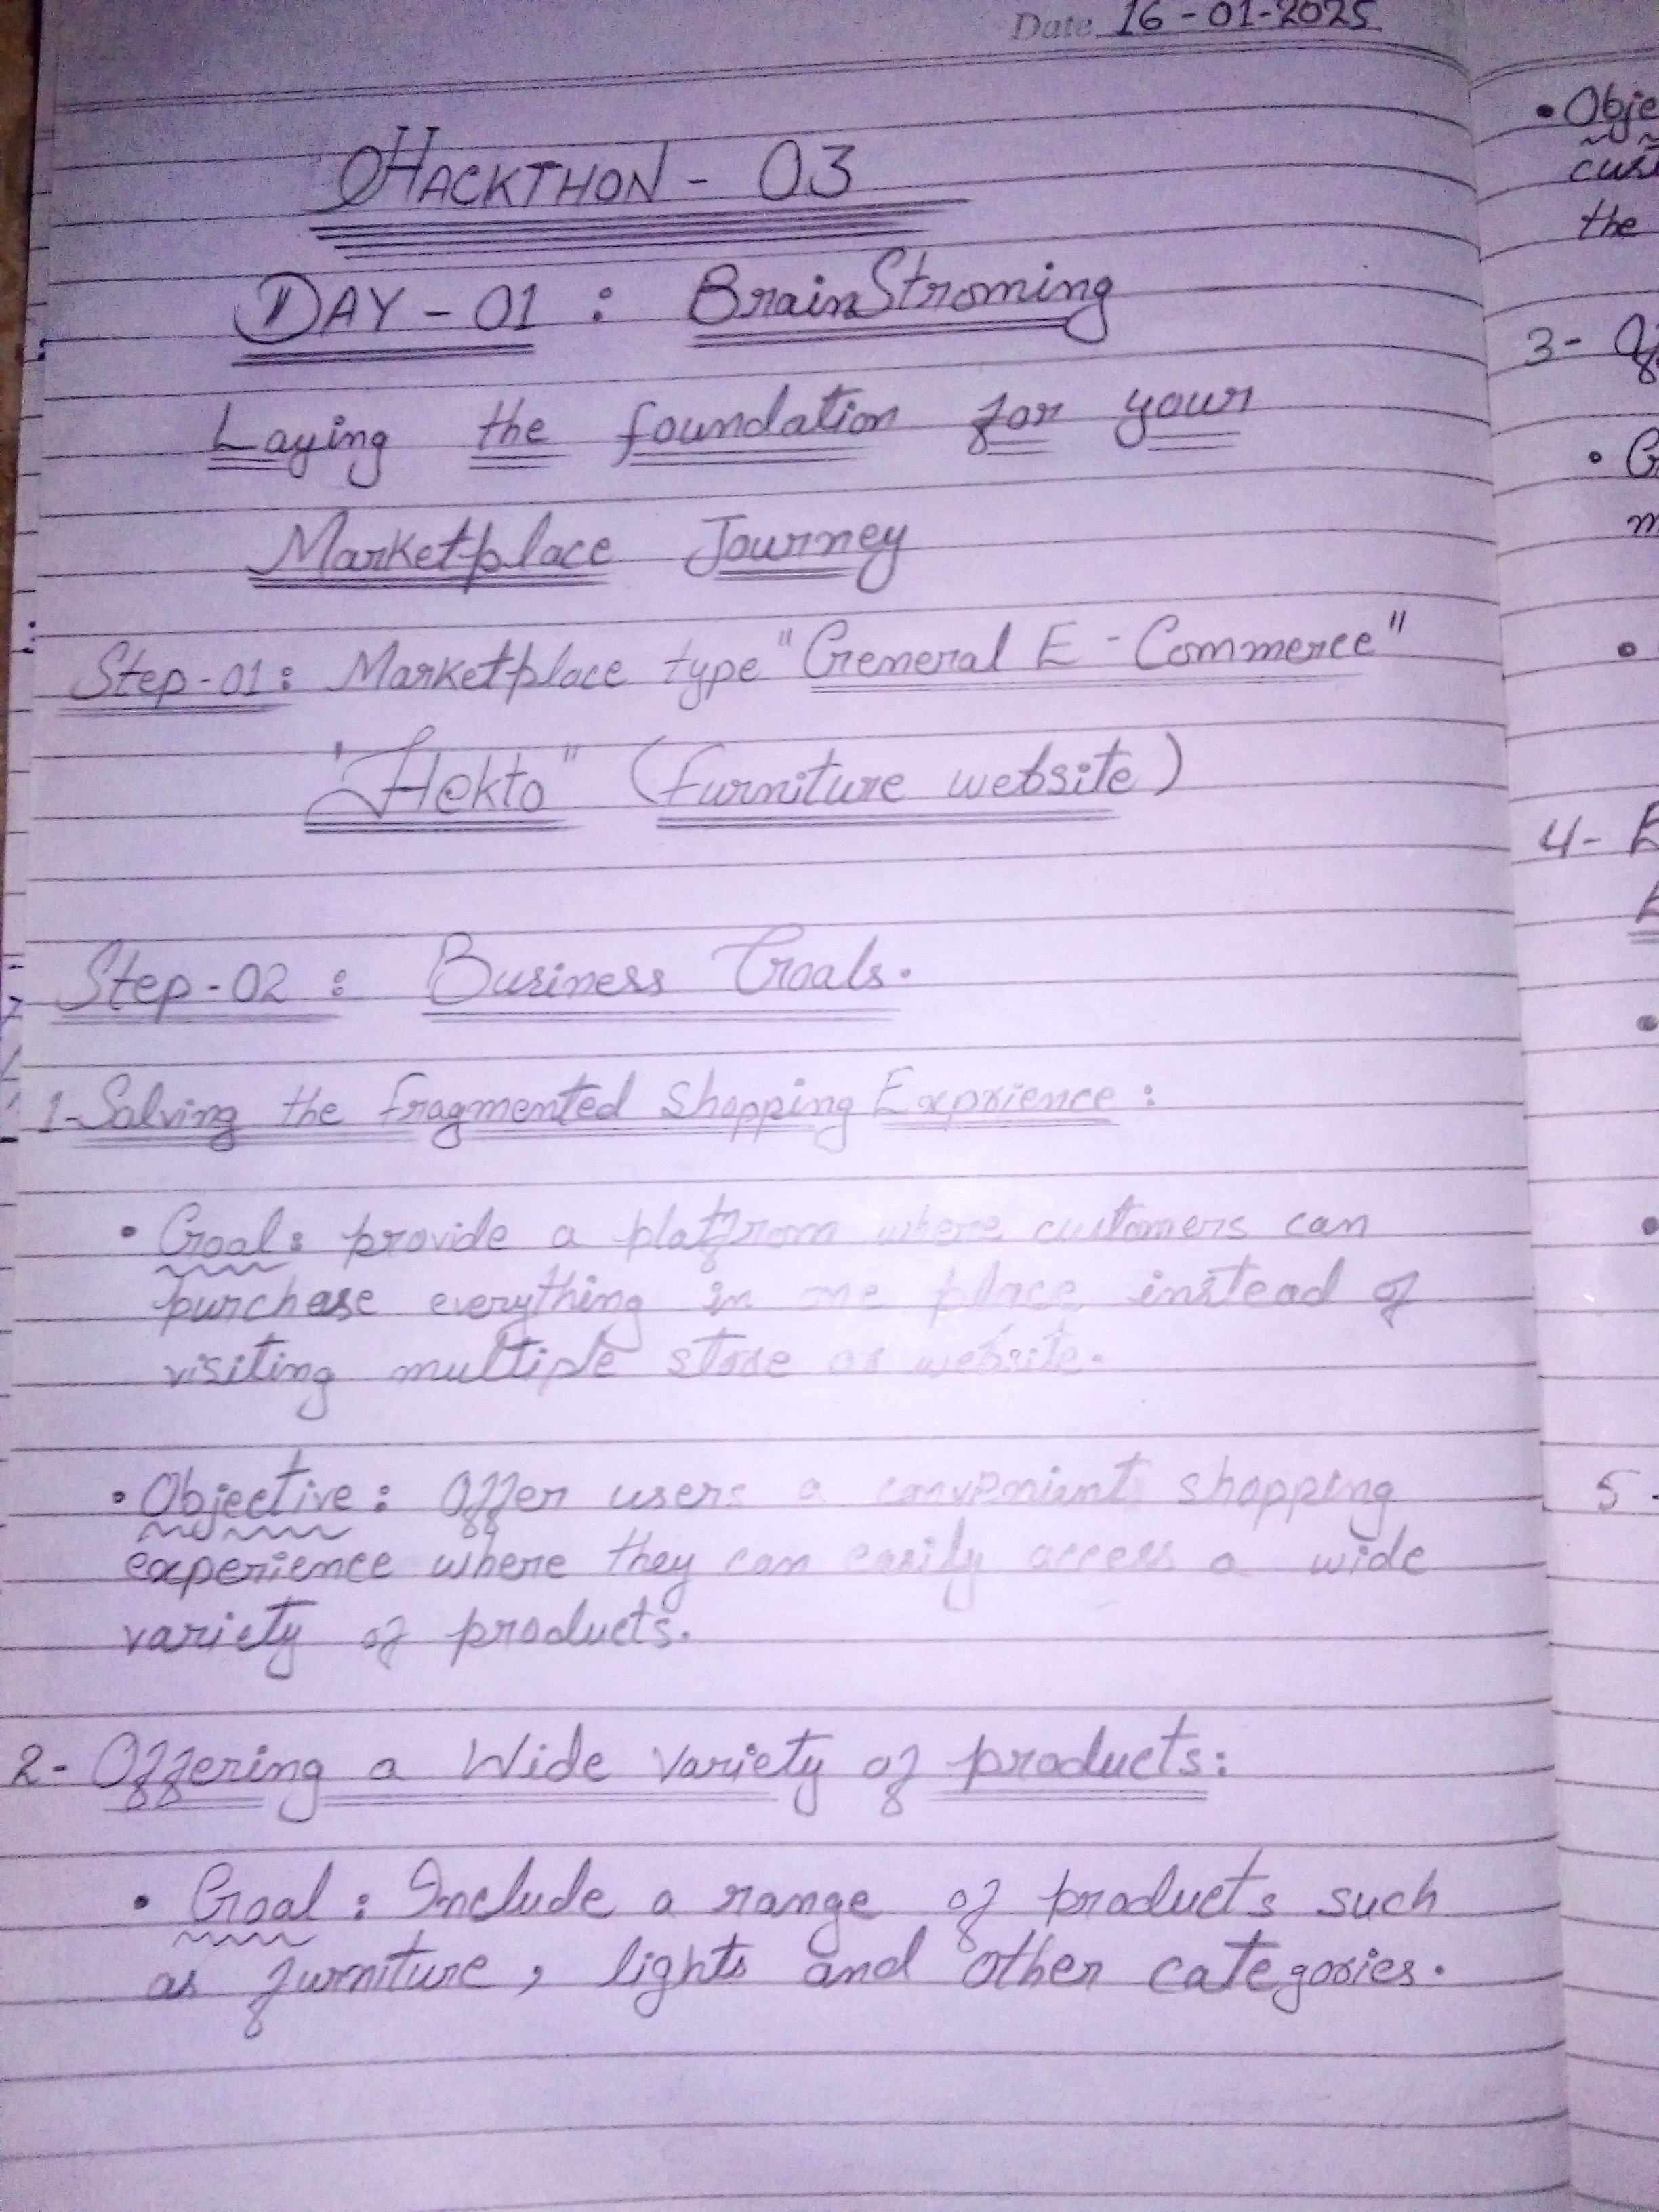 Date 16-01-2025
HACKTHON - 03
DAY - 01 : BrainStroming
Laying the foundation for your
Marketplace Journey
Step-01: Marketplace type "General E-Commerce"
"Hekto" (furniture website)
Step-02 : Business Goals.
1-Solving the fragmented shopping Exprience :
• Goal: provide a platfrom where customers can
purchase everything in one place instead of
visiting multiple store or website.
• Objective: Offer users a convenient shopping
experience where they can easily access a wide
variety of products.
2- Offering a Wide Variety of products:
• Goal : Include a range of products such
as furniture, lights and other categories.
• Obje
the
3-
4- E
5-